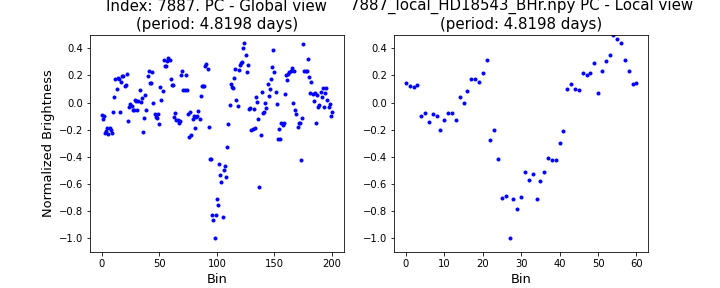 Index: 7887. PC - Global view
(period: 4.8198 days)
7887_local_HD18543_BHr.npy PC - Local view
(period: 4.8198 days)
Normalized Brightness
0.4
0.2
0.0
−0.2
−0.4
−0.6
−0.8
−1.0
0 50 100 150 200
Bin
0.4
0.2
0.0
−0.2
−0.4
−0.6
−0.8
−1.0
0 10 20 30 40 50 60
Bin